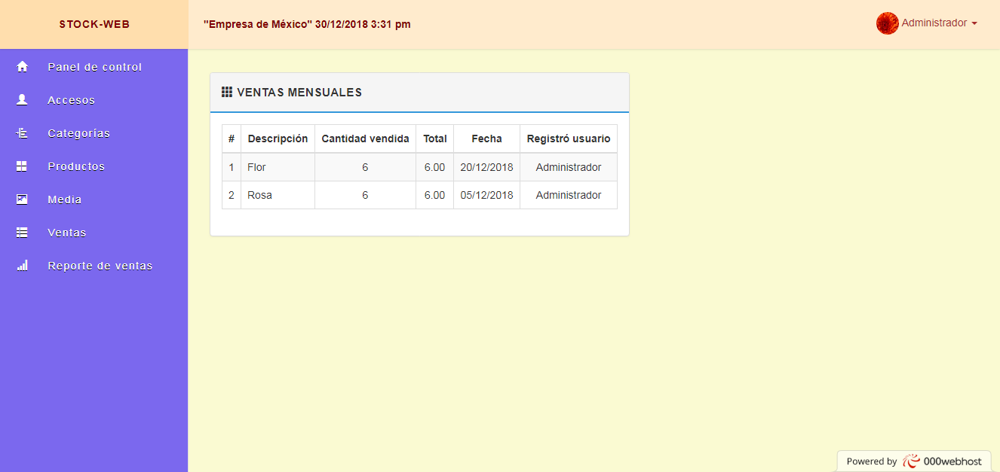 STOCK-WEB
"Empresa de México" 30/12/2018 3:31 pm
Administrador
Panel de control
Accesos
Categorías
Productos
Media
Ventas
Reporte de ventas
VENTAS MENSUALES
# Descripción Cantidad vendida Total Fecha Registró usuario
1 Flor 6 6.00 20/12/2018 Administrador
2 Rosa 6 6.00 05/12/2018 Administrador
Powered by 000webhost